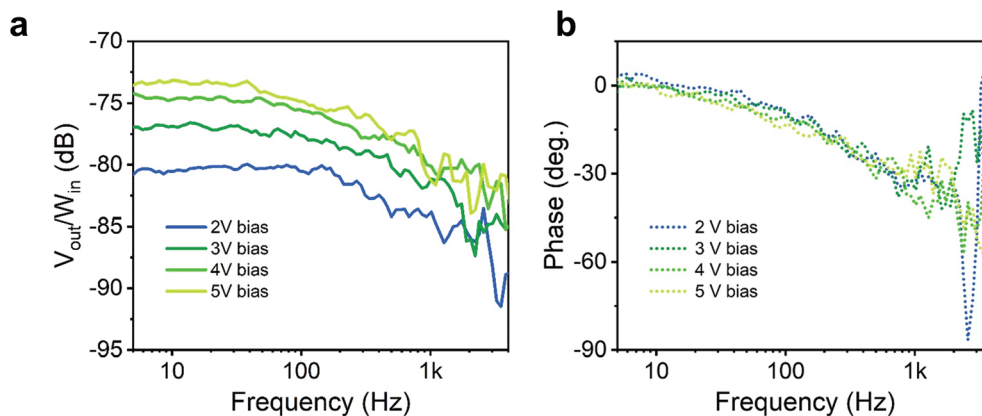 a
-70
-75
-80
-85
-90
-95
V_out/W_in (dB)
2V bias
3V bias
4V bias
5V bias
10 100 1k
Frequency (Hz)
b
0
-30
-60
-90
Phase (deg.)
2 V bias
3 V bias
4 V bias
5 V bias
10 100 1k
Frequency (Hz)